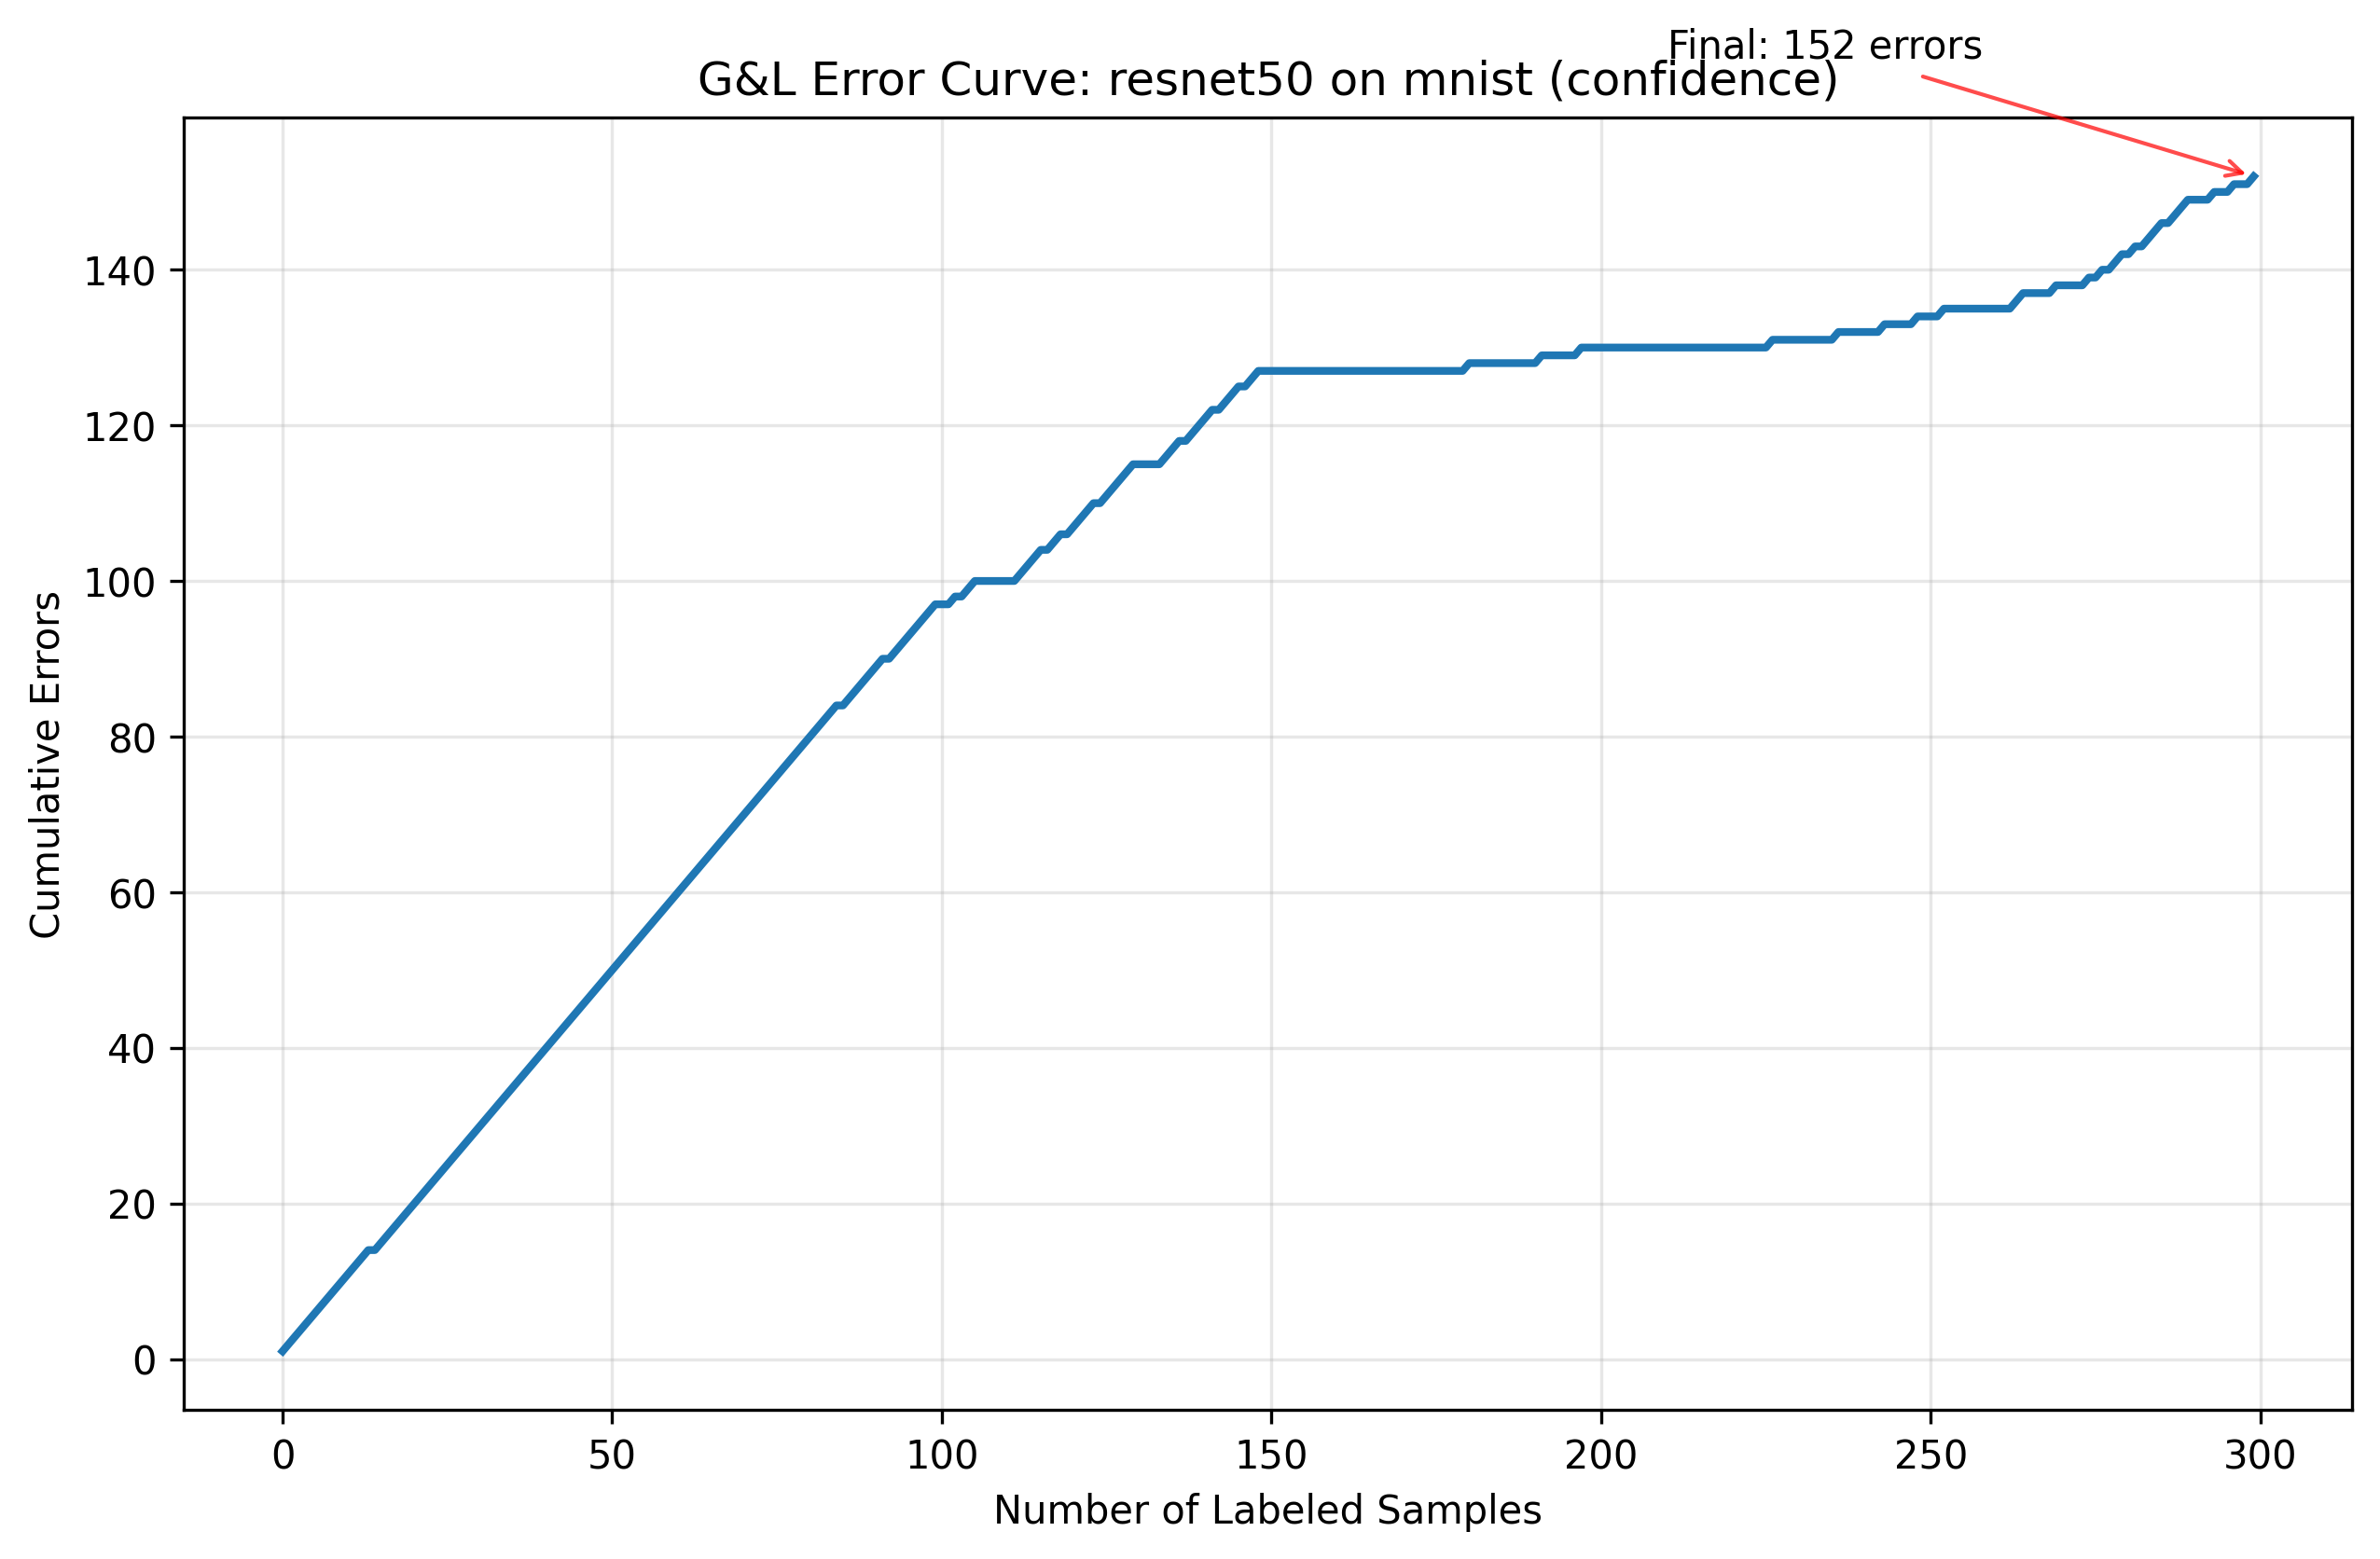 Final: 152 errors
G&L Error Curve: resnet50 on mnist (confidence)
Cumulative Errors
140
120
100
80
60
40
20
0
0 50 100 150 200 250 300
Number of Labeled Samples